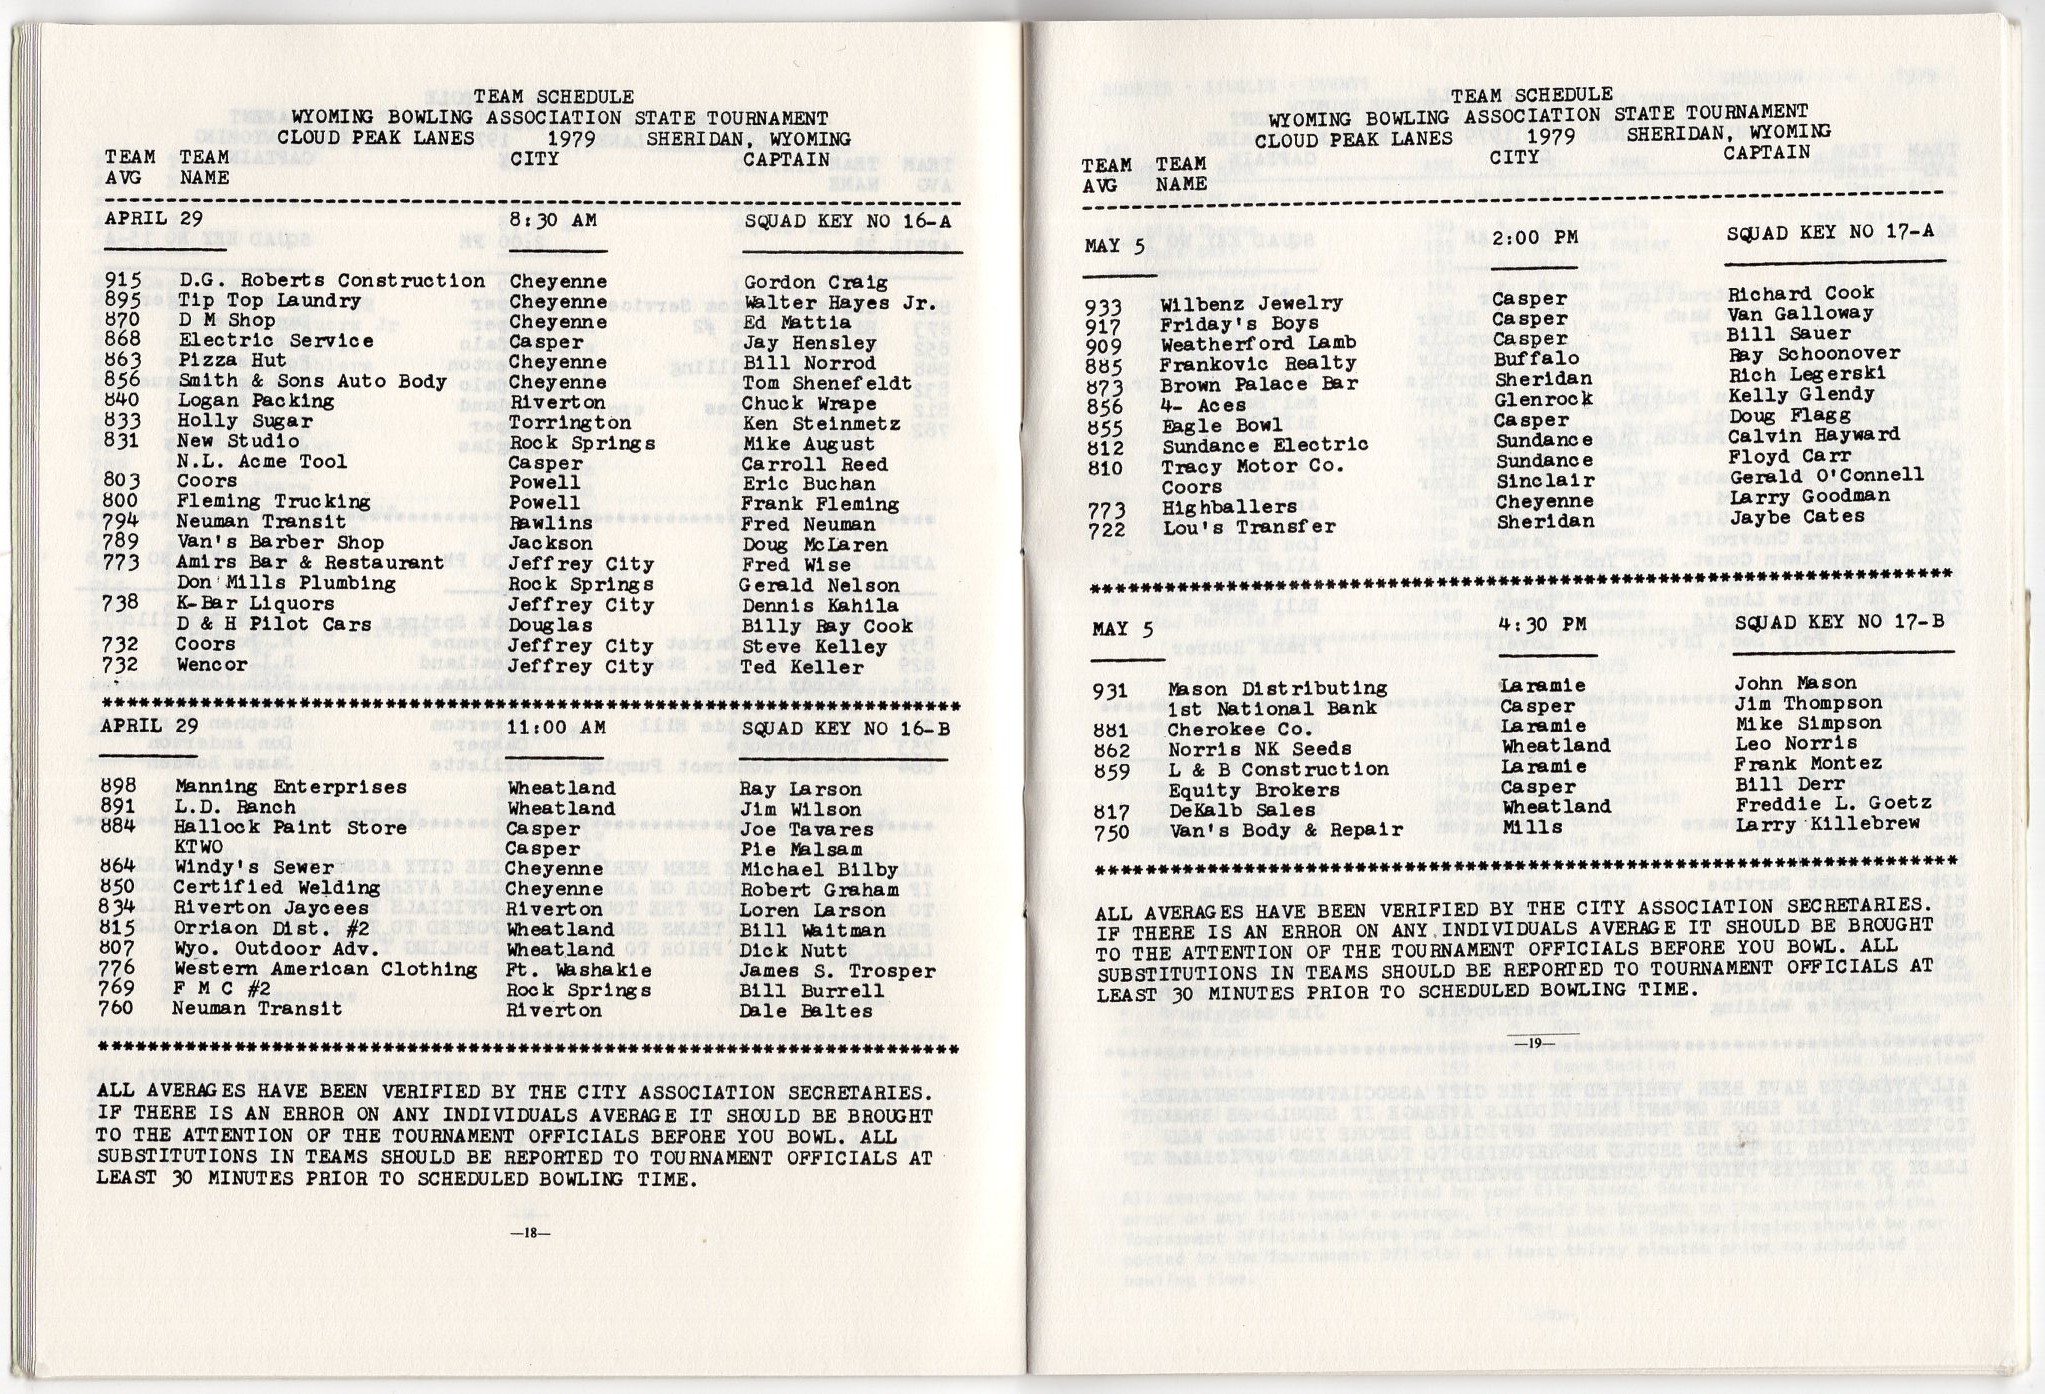 TEAM SCHEDULE
WYOMING BOWLING ASSOCIATION STATE TOURNAMENT
CLOUD PEAK LANES 1979 SHERIDAN, WYOMING
TEAM TEAM CITY CAPTAIN
AVG NAME
APRIL 29 8:30 AM SQUAD KEY NO 16-A
915 D.G. Roberts Construction Cheyenne Gordon Craig
895 Tip Top Laundry Cheyenne Walter Hayes Jr.
870 D M Shop Cheyenne Ed Mattia
868 Electric Service Casper Jay Hensley
863 Pizza Hut Cheyenne Bill Norrod
856 Smith & Sons Auto Body Cheyenne Tom Shenefeldt
840 Logan Packing Riverton Chuck Wrape
833 Holly Sugar Torrington Ken Steinmetz
831 New Studio Rock Springs Mike August
N.L. Acme Tool Casper Carroll Reed
803 Coors Powell Eric Buchan
800 Fleming Trucking Powell Frank Fleming
794 Neuman Transit Rawlins Fred Neuman
789 Van's Barber Shop Jackson Doug McLaren
773 Amirs Bar & Restaurant Jeffrey City Fred Wise
Don Mills Plumbing Rock Springs Gerald Nelson
738 K-Bar Liquors Jeffrey City Dennis Kahila
D & H Pilot Cars Douglas Billy Ray Cook
732 Coors Jeffrey City Steve Kelley
732 Wencor Jeffrey City Ted Keller
APRIL 29 11:00 AM SQUAD KEY NO 16-B
898 Manning Enterprises Wheatland Ray Larson
891 L.D. Ranch Wheatland Jim Wilson
884 Hallock Paint Store Casper Joe Tavares
KTWO Casper Pie Malsam
864 Windy's Sewer Cheyenne Michael Bilby
850 Certified Welding Cheyenne Robert Graham
834 Riverton Jaycees Riverton Loren Larson
815 Orriaon Dist. #2 Wheatland Bill Waitman
807 Wyo. Outdoor Adv. Wheatland Dick Nutt
776 Western American Clothing Ft. Washakie James S. Trosper
769 F M C #2 Rock Springs Bill Burrell
760 Neuman Transit Riverton Dale Baltes
ALL AVERAGES HAVE BEEN VERIFIED BY THE CITY ASSOCIATION SECRETARIES.
IF THERE IS AN ERROR ON ANY INDIVIDUALS AVERAGE IT SHOULD BE BROUGHT
TO THE ATTENTION OF THE TOURNAMENT OFFICIALS BEFORE YOU BOWL. ALL
SUBSTITUTIONS IN TEAMS SHOULD BE REPORTED TO TOURNAMENT OFFICIALS AT
LEAST 30 MINUTES PRIOR TO SCHEDULED BOWLING TIME.
—18—
TEAM SCHEDULE
WYOMING BOWLING ASSOCIATION STATE TOURNAMENT
CLOUD PEAK LANES 1979 SHERIDAN, WYOMING
TEAM TEAM CITY CAPTAIN
AVG NAME
MAY 5 2:00 PM SQUAD KEY NO 17-A
933 Wilbenz Jewelry Casper Richard Cook
917 Friday's Boys Casper Van Galloway
909 Weatherford Lamb Casper Bill Sauer
885 Frankovic Realty Buffalo Ray Schoonover
873 Brown Palace Bar Sheridan Rich Legerski
856 4- Aces Glenrock Kelly Glendy
855 Eagle Bowl Casper Doug Flagg
812 Sundance Electric Sundance Calvin Hayward
810 Tracy Motor Co. Sundance Floyd Carr
Coors Sinclair Gerald O'Connell
773 Highballers Cheyenne Larry Goodman
722 Lou's Transfer Sheridan Jaybe Cates
MAY 5 4:30 PM SQUAD KEY NO 17-B
931 Mason Distributing Laramie John Mason
1st National Bank Casper Jim Thompson
881 Cherokee Co. Laramie Mike Simpson
862 Norris NK Seeds Wheatland Leo Norris
859 L & B Construction Laramie Frank Montez
Equity Brokers Casper Bill Derr
817 DeKalb Sales Wheatland Freddie L. Goetz
750 Van's Body & Repair Mills Larry Killebrew
ALL AVERAGES HAVE BEEN VERIFIED BY THE CITY ASSOCIATION SECRETARIES.
IF THERE IS AN ERROR ON ANY INDIVIDUALS AVERAGE IT SHOULD BE BROUGHT
TO THE ATTENTION OF THE TOURNAMENT OFFICIALS BEFORE YOU BOWL. ALL
SUBSTITUTIONS IN TEAMS SHOULD BE REPORTED TO TOURNAMENT OFFICIALS AT
LEAST 30 MINUTES PRIOR TO SCHEDULED BOWLING TIME.
—19—